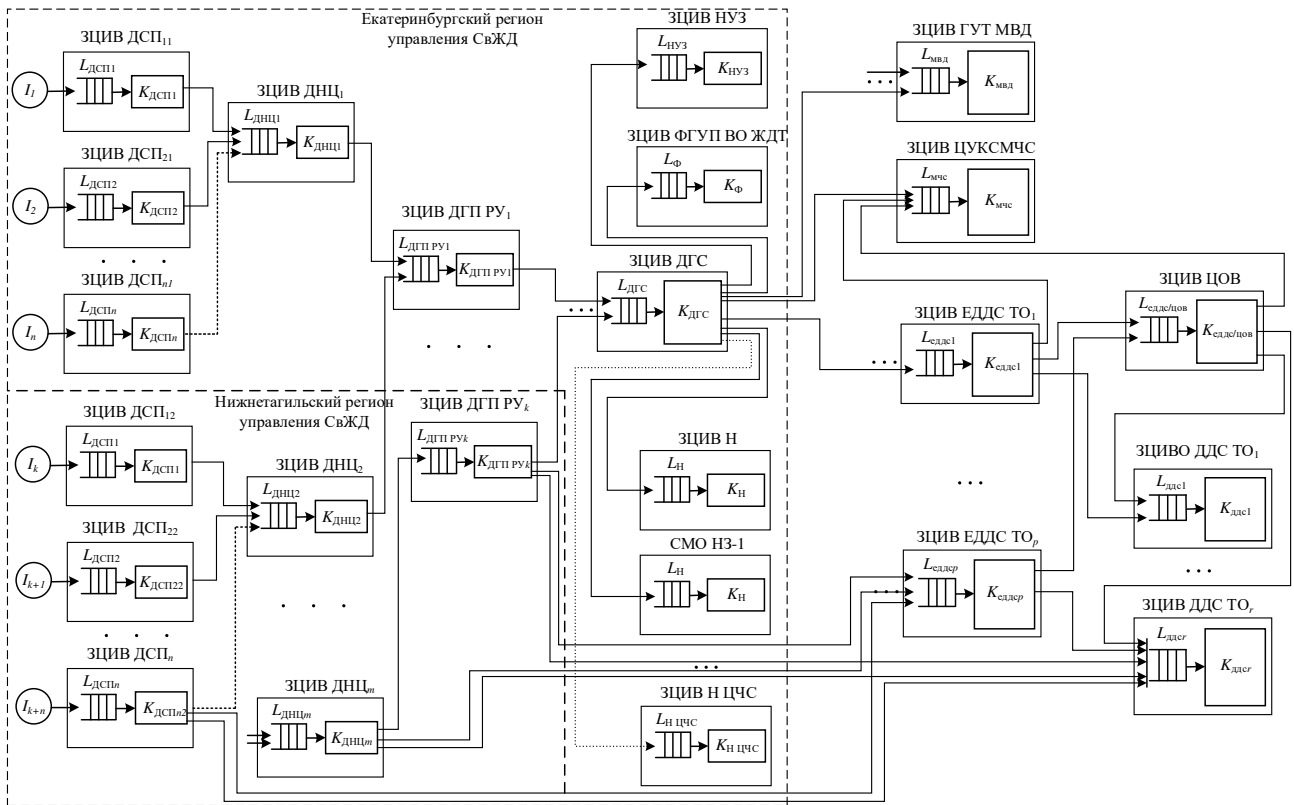 Екатеринбургский регион
управления СвЖД
ЗЦИВ ДСП11
I1
LДСП1
KДСП1
ЗЦИВ ДСП21
I2
LДСП2
KДСП2
. . .
ЗЦИВ ДСПn1
In
LДСПn
KДСПn
ЗЦИВ ДНЦ1
LДНЦ1
KДНЦ1
ЗЦИВ ДГП РУ1
LДГП РУ1
KДГП РУ1
. . .
Нижнетагильский регион
управления СвЖД
ЗЦИВ ДСП12
Ik
LДСП1
KДСП1
ЗЦИВ ДСП22
Ik+1
LДСП2
KДСП22
. . .
ЗЦИВ ДСПn
Ik+n
LДСПn
KДСПn2
ЗЦИВ ДНЦ2
LДНЦ2
KДНЦ2
. . .
ЗЦИВ ДНЦm
LДНЦm
KДНЦm
ЗЦИВ ДГП РУk
LДГП РУk
KДГП РУk
ЗЦИВ НУЗ
LНУЗ
KНУЗ
ЗЦИВ ФГУП ВО ЖДТ
LФ
KФ
ЗЦИВ ДГС
LДГС
KДГС
...
ЗЦИВ Н
LН
KН
СМО НЗ-1
LН
KН
...
ЗЦИВ Н ЦЧС
LН ЦЧС
KН ЦЧС
ЗЦИВ ГУТ МВД
Lмвд
Kмвд
...
ЗЦИВ ЦУКСМЧС
Lмчс
Kмчс
ЗЦИВ ЕДДС ТО1
Lеддс1
Kеддс1
...
...
ЗЦИВ ЕДДС ТОp
Lеддсp
Kеддсp
...
ЗЦИВ ЦОВ
Lеддс/цов
Kеддс/цов
ЗЦИВО ДДС ТО1
Lддс1
Kддс1
...
ЗЦИВ ДДС ТОr
Lддсr
Kддсr